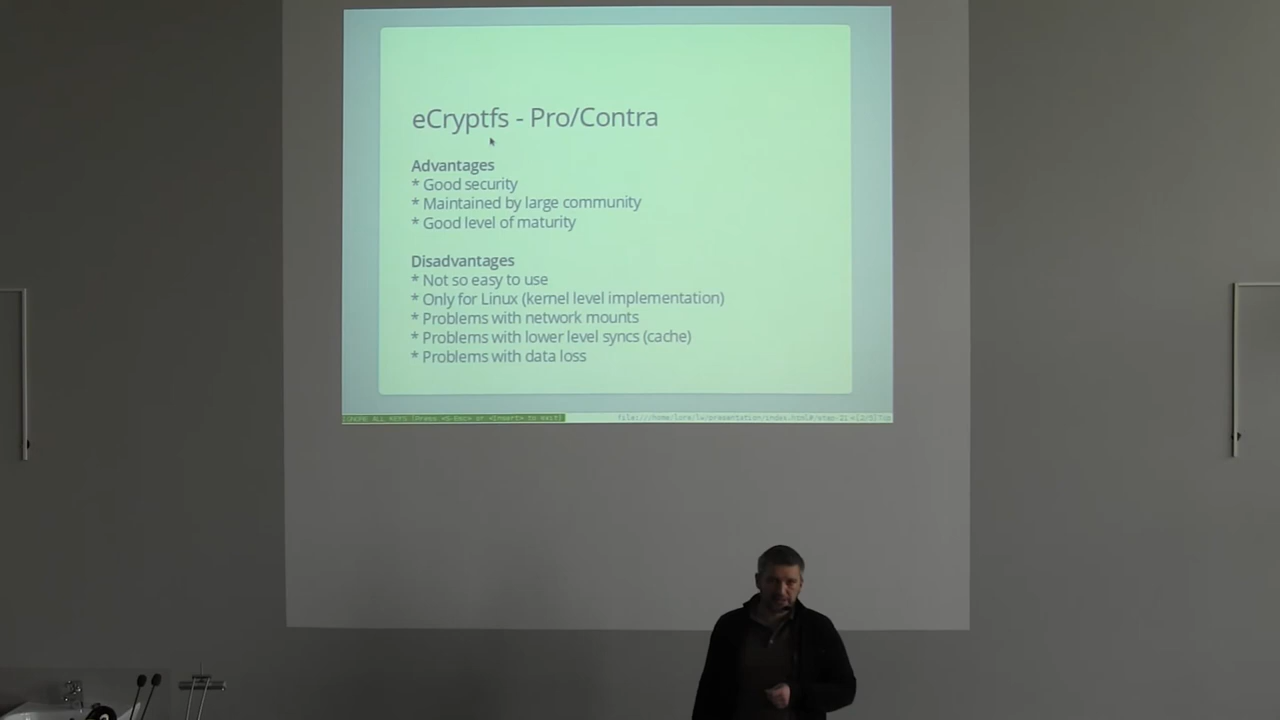 eCryptfs - Pro/Contra
Advantages
* Good security
* Maintained by large community
* Good level of maturity
Disadvantages
* Not so easy to use
* Only for Linux (kernel level implementation)
* Problems with network mounts
* Problems with lower level syncs (cache)
* Problems with data loss